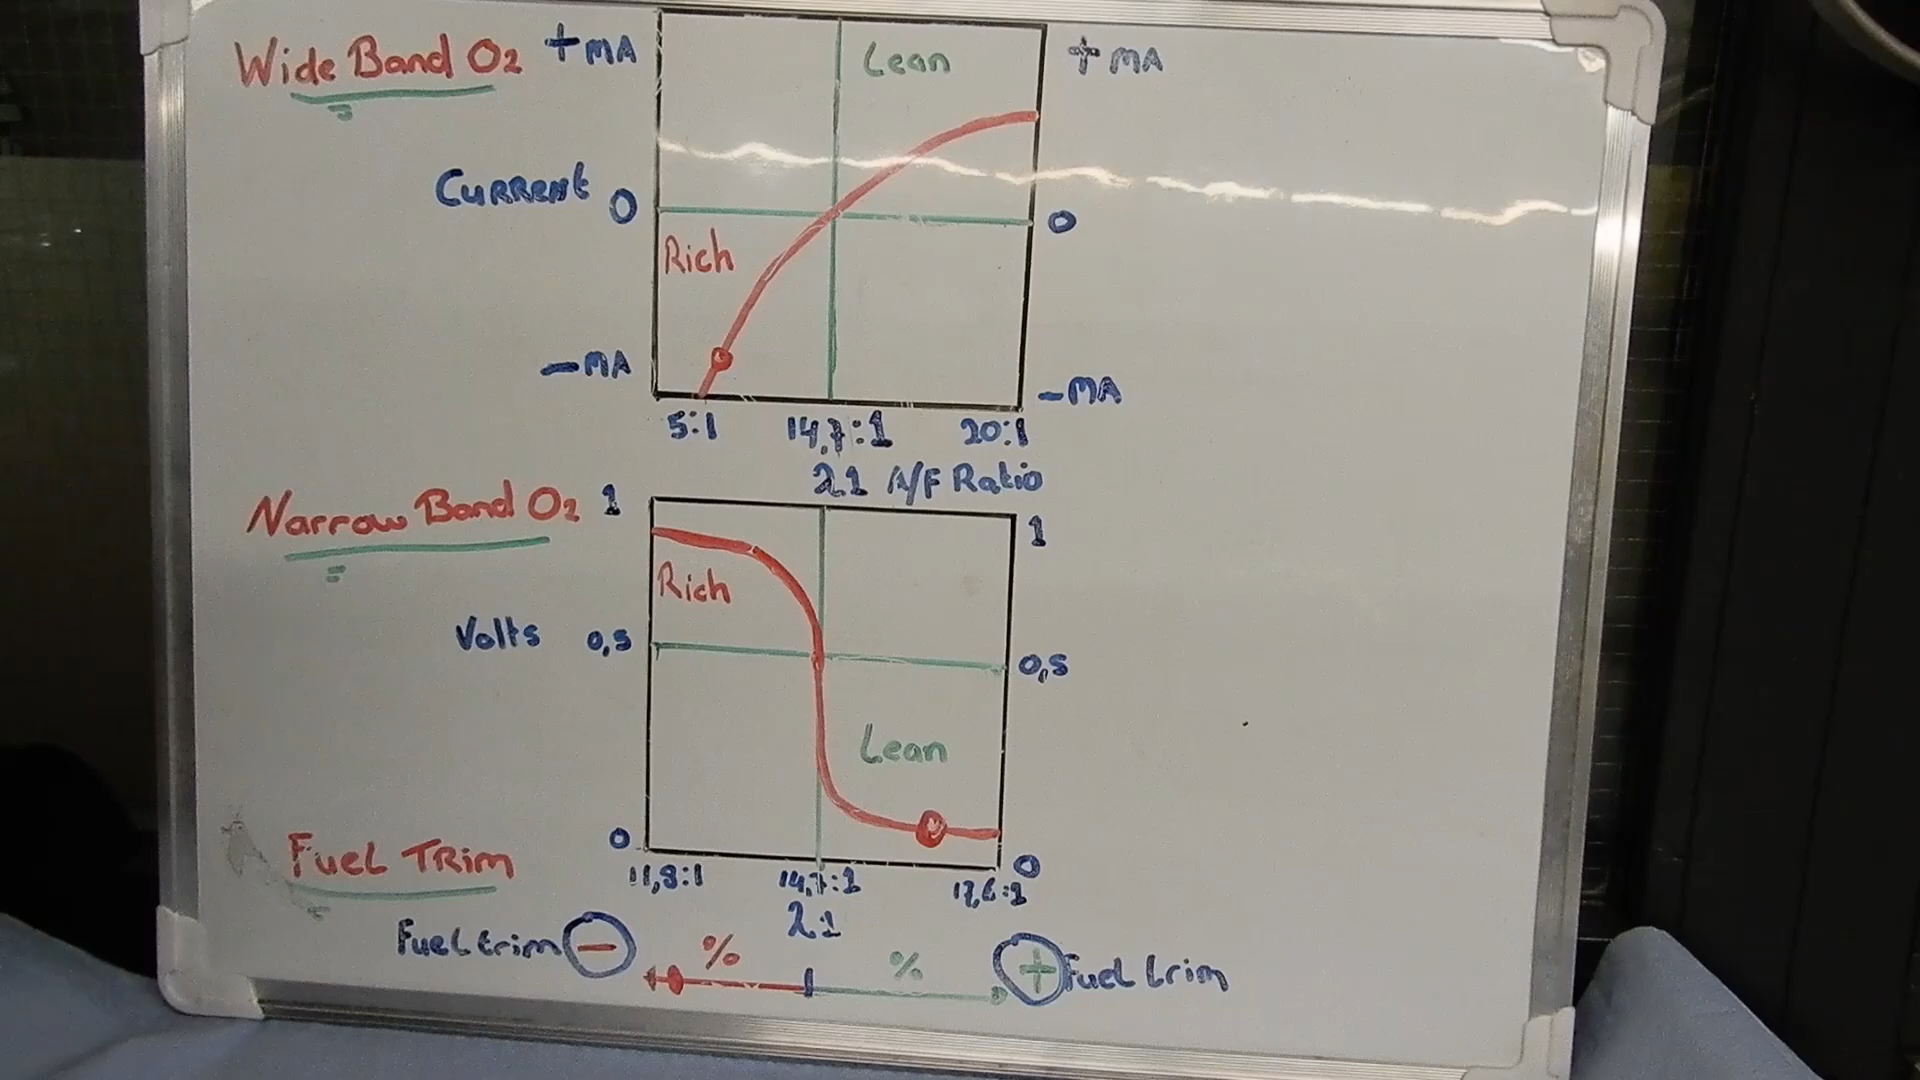 Wide Band O2 +MA Lean +MA
Current 0 0
Rich
-MA -MA
5:1 14,7:1 20:1
λ1 A/F Ratio
Narrow Band O2 1 1
Rich
Volts 0,5 0,5
Lean
0 0
Fuel TRim 11,8:1 14,7:1 17,6:1
λ1
Fuel trim - % % + Fuel trim